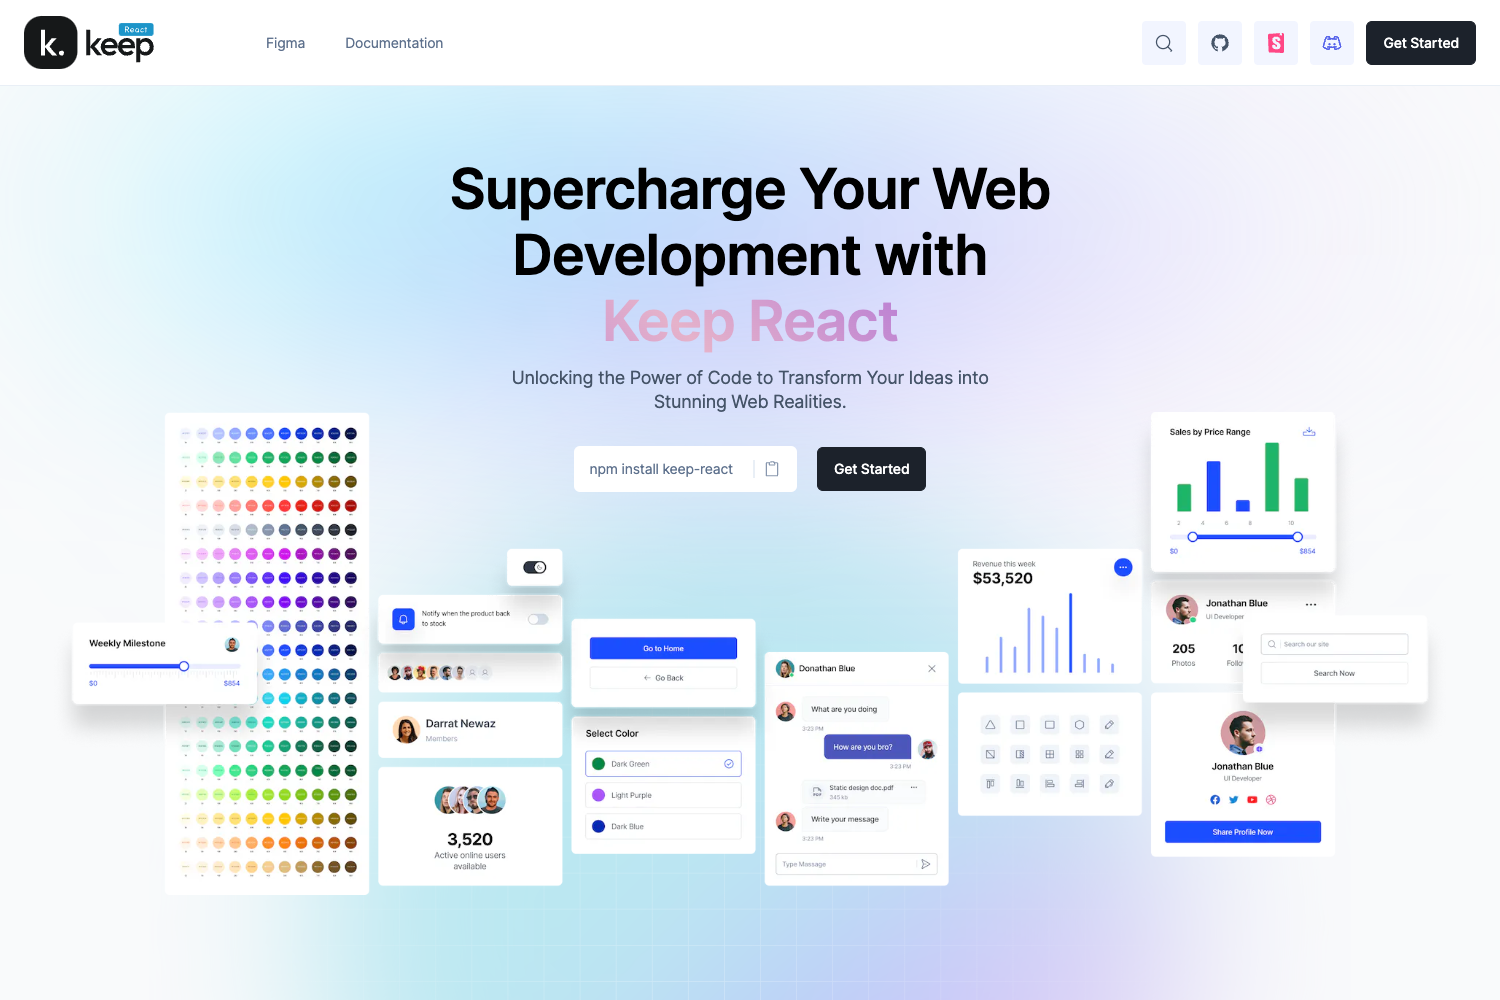 k.
keep
React
Figma
Documentation
Get Started
Supercharge Your Web
Development with
Keep React
Unlocking the Power of Code to Transform Your Ideas into
Stunning Web Realities.
npm install keep-react
Get Started
Sales by Price Range
2 4 6 8 10
$0 $854
Notify when the product back
to stock
Weekly Milestone
$0 $854
Darrat Newaz
Members
3,520
Active online users
available
Go to Home
Go Back
Select Color
Dark Green
Light Purple
Dark Blue
Donathan Blue
What are you doing
3:23 PM
How are you bro?
3:23 PM
Static design doc.pdf
345 kb
Write your message
3:23 PM
Type Massage
Revenue this week
$53,520
Jonathan Blue
UI Developer
205
Photos
Search our site
Search Now
Jonathan Blue
UI Developer
Share Profile Now